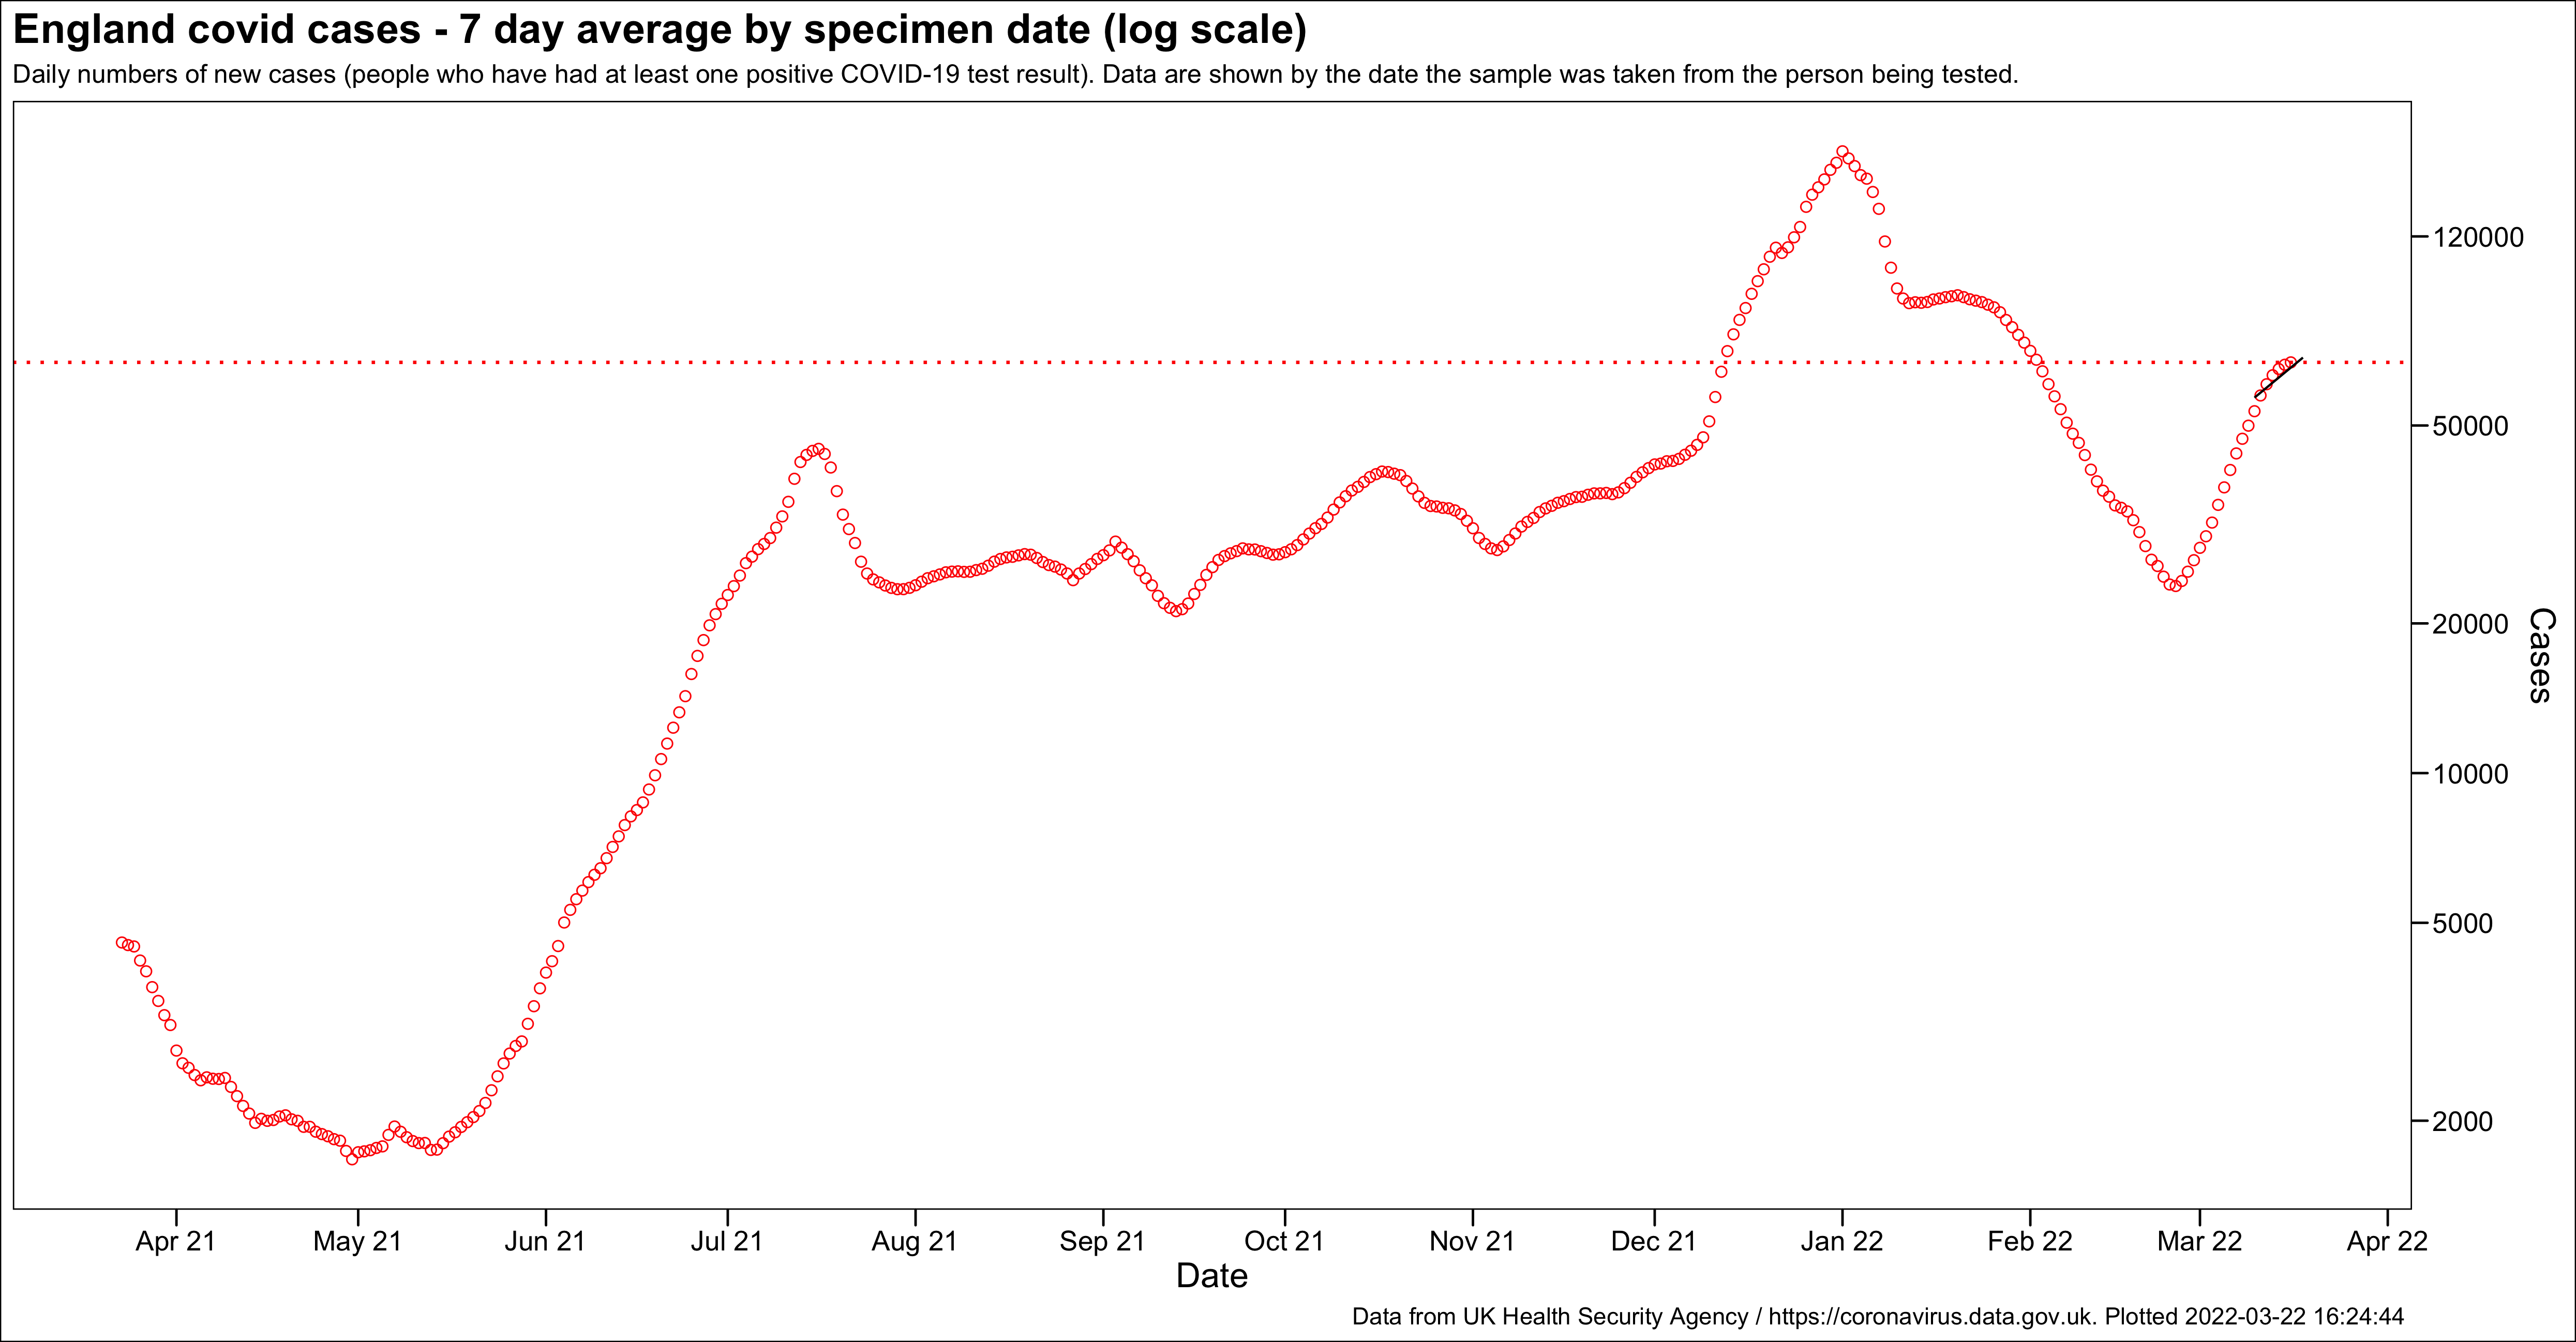 England covid cases - 7 day average by specimen date (log scale)
Daily numbers of new cases (people who have had at least one positive COVID-19 test result). Data are shown by the date the sample was taken from the person being tested.
120000
50000
20000
10000
5000
2000
Cases
Apr 21 May 21 Jun 21 Jul 21 Aug 21 Sep 21 Oct 21 Nov 21 Dec 21 Jan 22 Feb 22 Mar 22 Apr 22
Date
Data from UK Health Security Agency / https://coronavirus.data.gov.uk. Plotted 2022-03-22 16:24:44